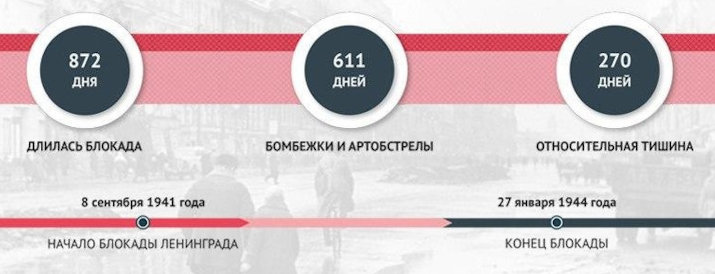 872
ДНЯ
611
ДНЕЙ
270
ДНЕЙ
ДЛИЛАСЬ БЛОКАДА
БОМБЕЖКИ И АРТОБСТРЕЛЫ
ОТНОСИТЕЛЬНАЯ ТИШИНА
8 сентября 1941 года
27 января 1944 года
НАЧАЛО БЛОКАДЫ ЛЕНИНГРАДА
КОНЕЦ БЛОКАДЫ